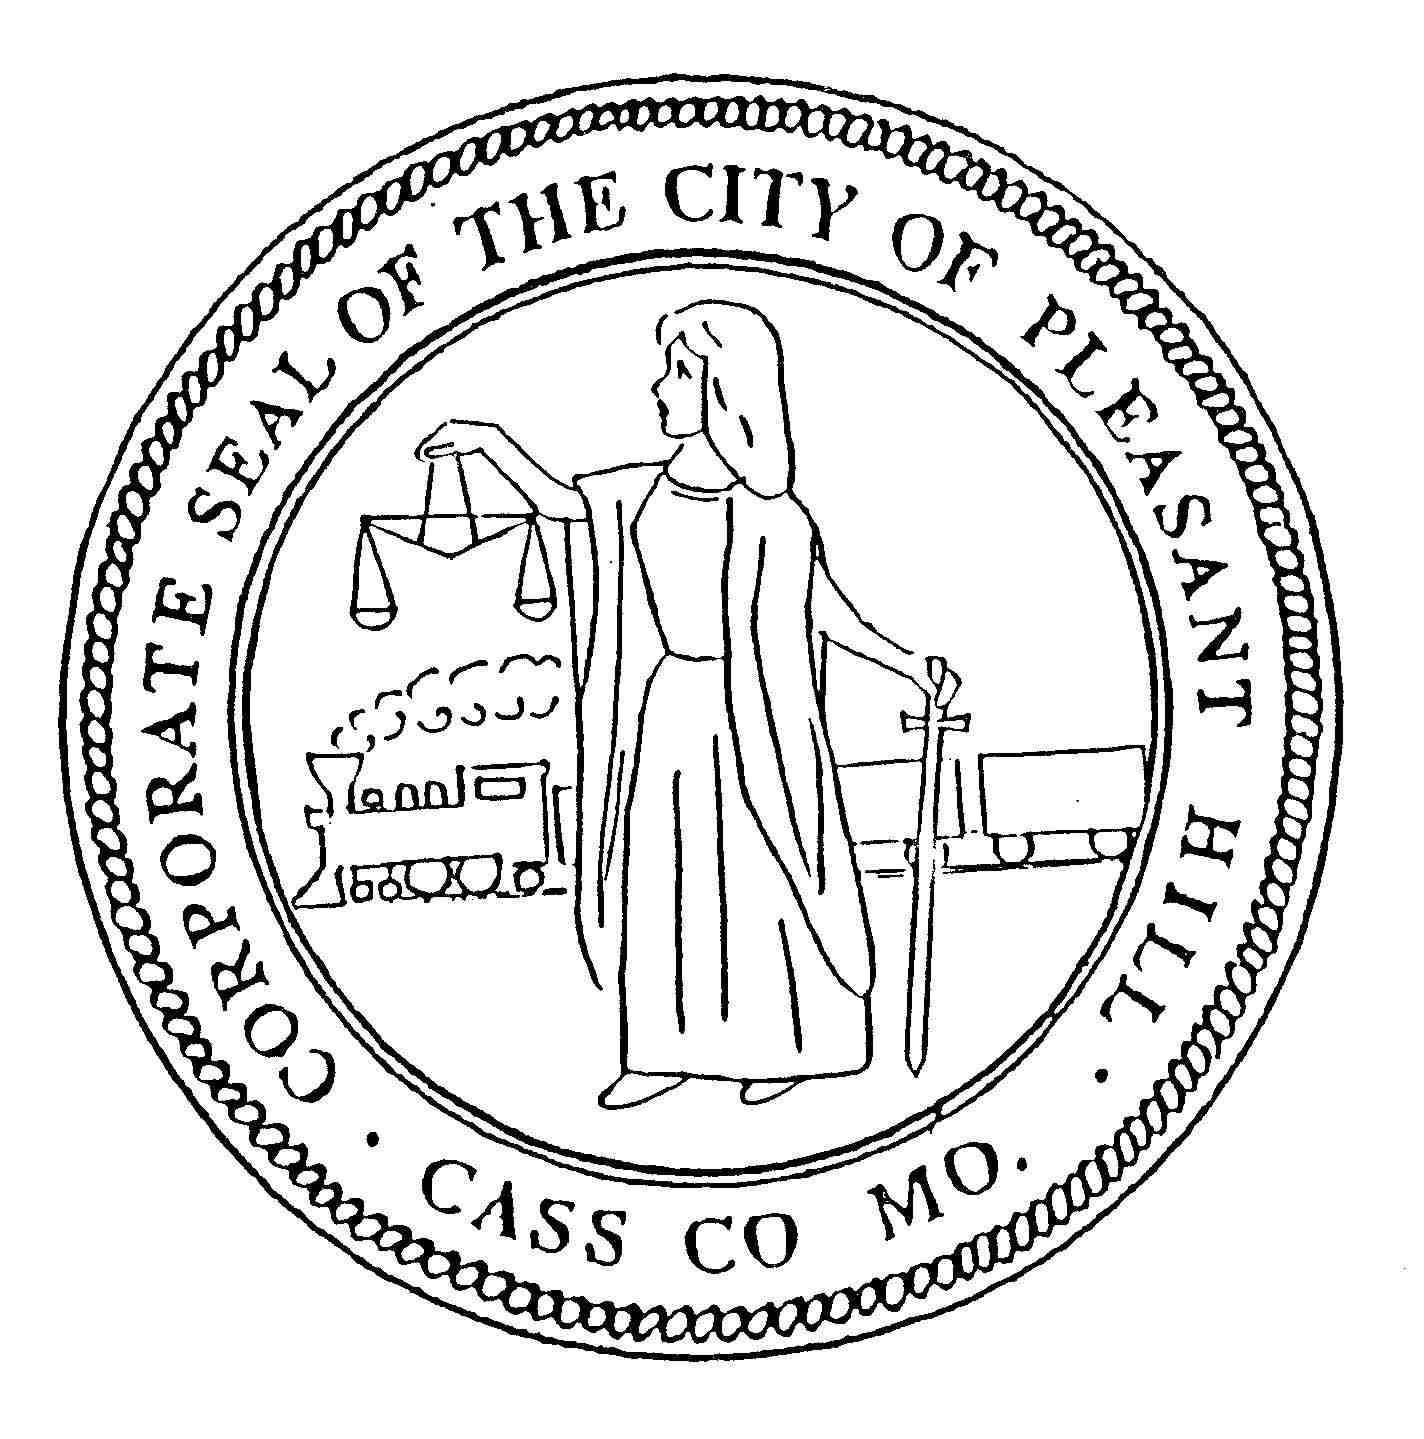 CORPORATE SEAL OF THE CITY OF PLEASANT HILL
· CASS CO MO. ·